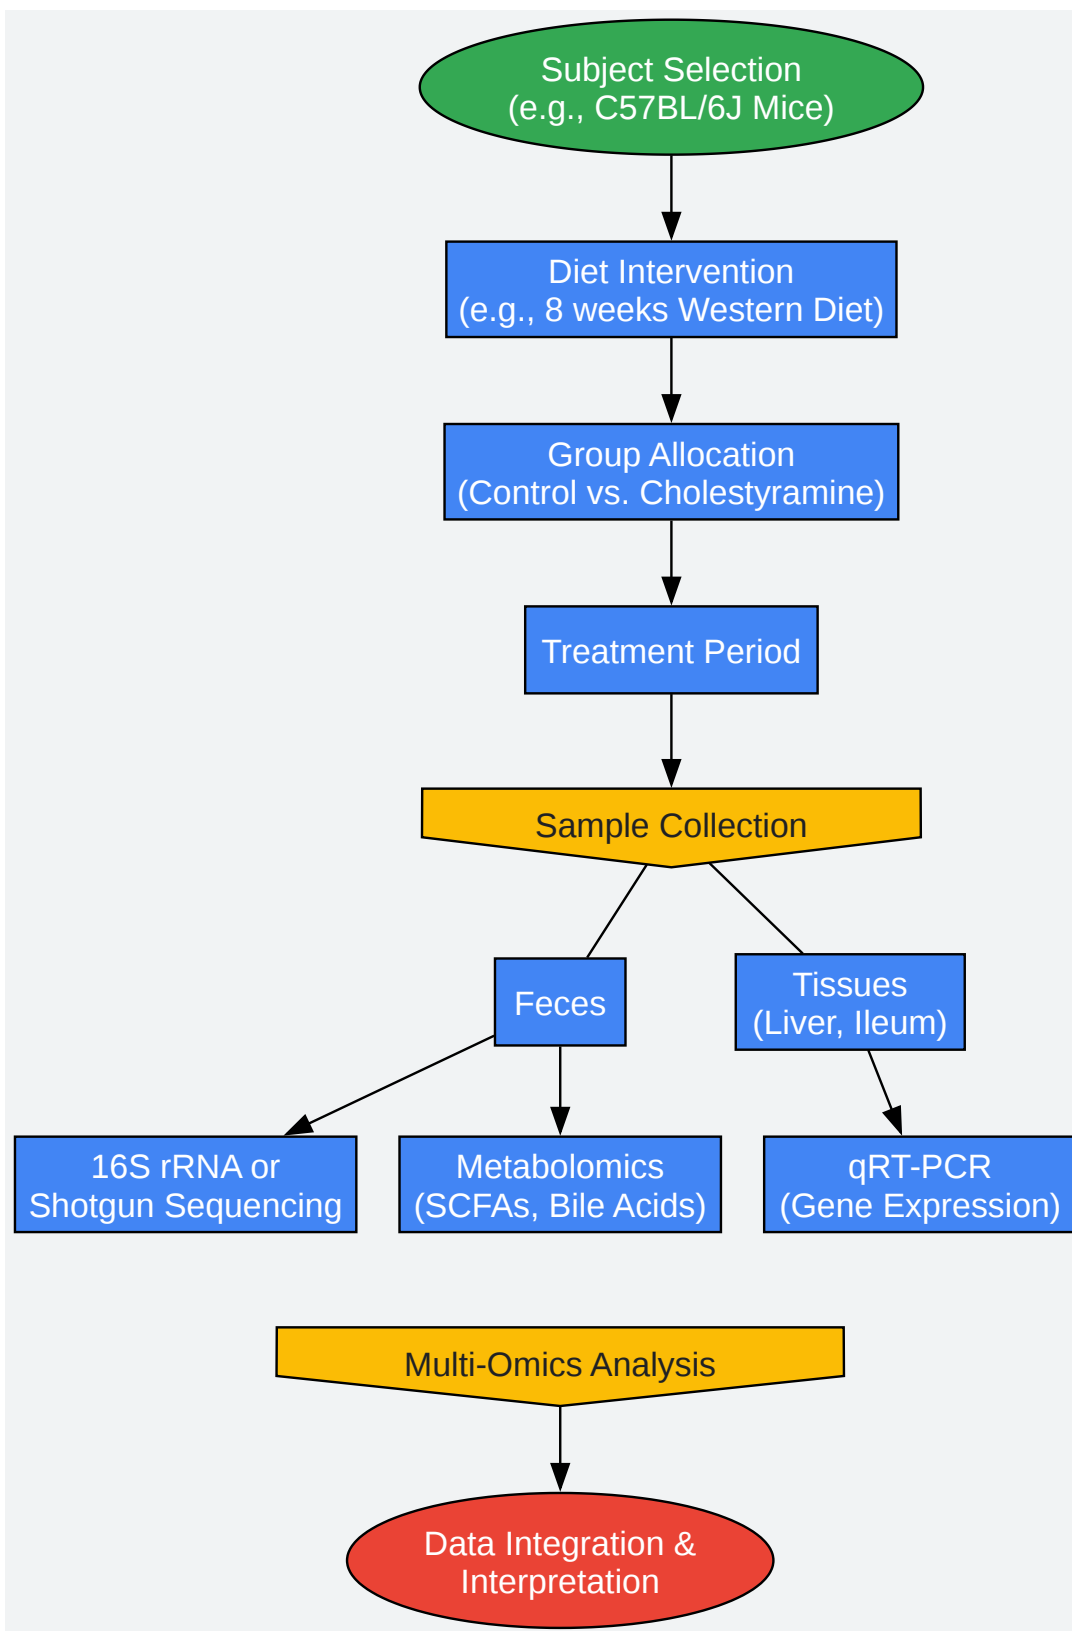 Subject Selection
(e.g., C57BL/6J Mice)
Diet Intervention
(e.g., 8 weeks Western Diet)
Group Allocation
(Control vs. Cholestyramine)
Treatment Period
Sample Collection
Feces
Tissues
(Liver, Ileum)
16S rRNA or
Shotgun Sequencing
Metabolomics
(SCFAs, Bile Acids)
qRT-PCR
(Gene Expression)
Multi-Omics Analysis
Data Integration &
Interpretation